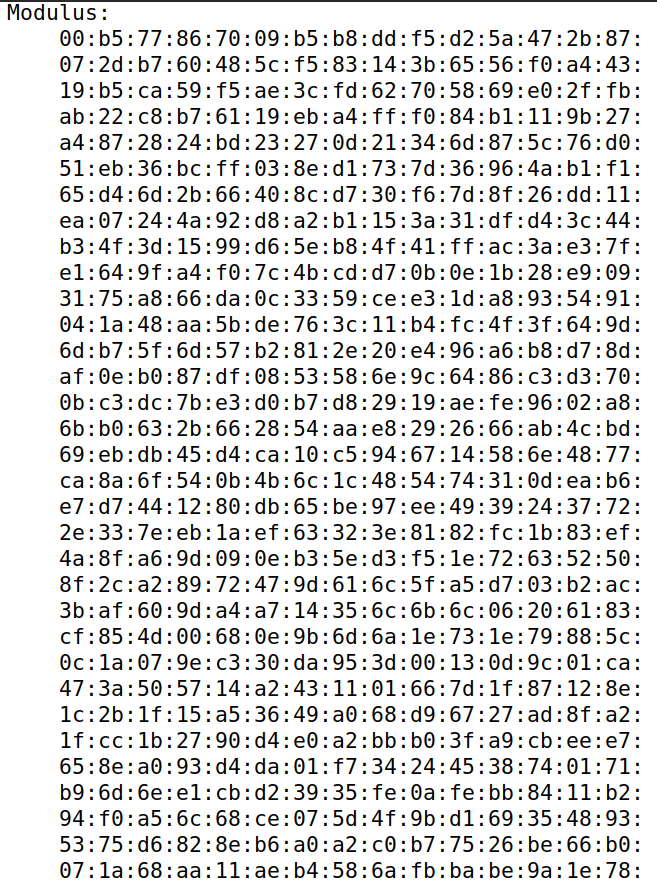 Modulus:
00:b5:77:86:70:09:b5:b8:dd:f5:d2:5a:47:2b:87:
07:2d:b7:60:48:5c:f5:83:14:3b:65:56:f0:a4:43:
19:b5:ca:59:f5:ae:3c:fd:62:70:58:69:e0:2f:fb:
ab:22:c8:b7:61:19:eb:a4:ff:f0:84:b1:11:9b:27:
a4:87:28:24:bd:23:27:0d:21:34:6d:87:5c:76:d0:
51:eb:36:bc:ff:03:8e:d1:73:7d:36:96:4a:b1:f1:
65:d4:6d:2b:66:40:8c:d7:30:f6:7d:8f:26:dd:11:
ea:07:24:4a:92:d8:a2:b1:15:3a:31:df:d4:3c:44:
b3:4f:3d:15:99:d6:5e:b8:4f:41:ff:ac:3a:e3:7f:
e1:64:9f:a4:f0:7c:4b:cd:d7:0b:0e:1b:28:e9:09:
31:75:a8:66:da:0c:33:59:ce:e3:1d:a8:93:54:91:
04:1a:48:aa:5b:de:76:3c:11:b4:fc:4f:3f:64:9d:
6d:b7:5f:6d:57:b2:81:2e:20:e4:96:a6:b8:d7:8d:
af:0e:b0:87:df:08:53:58:6e:9c:64:86:c3:d3:70:
0b:c3:dc:7b:e3:d0:b7:d8:29:19:ae:fe:96:02:a8:
6b:b0:63:2b:66:28:54:aa:e8:29:26:66:ab:4c:bd:
69:eb:db:45:d4:ca:10:c5:94:67:14:58:6e:48:77:
ca:8a:6f:54:0b:4b:6c:1c:48:54:74:31:0d:ea:b6:
e7:d7:44:12:80:db:65:be:97:ee:49:39:24:37:72:
2e:33:7e:eb:1a:ef:63:32:3e:81:82:fc:1b:83:ef:
4a:8f:a6:9d:09:0e:b3:5e:d3:f5:1e:72:63:52:50:
8f:2c:a2:89:72:47:9d:61:6c:5f:a5:d7:03:b2:ac:
3b:af:60:9d:a4:a7:14:35:6c:6b:6c:06:20:61:83:
cf:85:4d:00:68:0e:9b:6d:6a:1e:73:1e:79:88:5c:
0c:1a:07:9e:c3:30:da:95:3d:00:13:0d:9c:01:ca:
47:3a:50:57:14:a2:43:11:01:66:7d:1f:87:12:8e:
1c:2b:1f:15:a5:36:49:a0:68:d9:67:27:ad:8f:a2:
1f:cc:1b:27:90:d4:e0:a2:bb:b0:3f:a9:cb:ee:e7:
65:8e:a0:93:d4:da:01:f7:34:24:45:38:74:01:71:
b9:6d:6e:e1:cb:d2:39:35:fe:0a:fe:bb:84:11:b2:
94:f0:a5:6c:68:ce:07:5d:4f:9b:d1:69:35:48:93:
53:75:d6:82:8e:b6:a0:a2:c0:b7:75:26:be:66:b0:
07:1a:68:aa:11:ae:b4:58:6a:fb:ba:be:9a:1e:78: